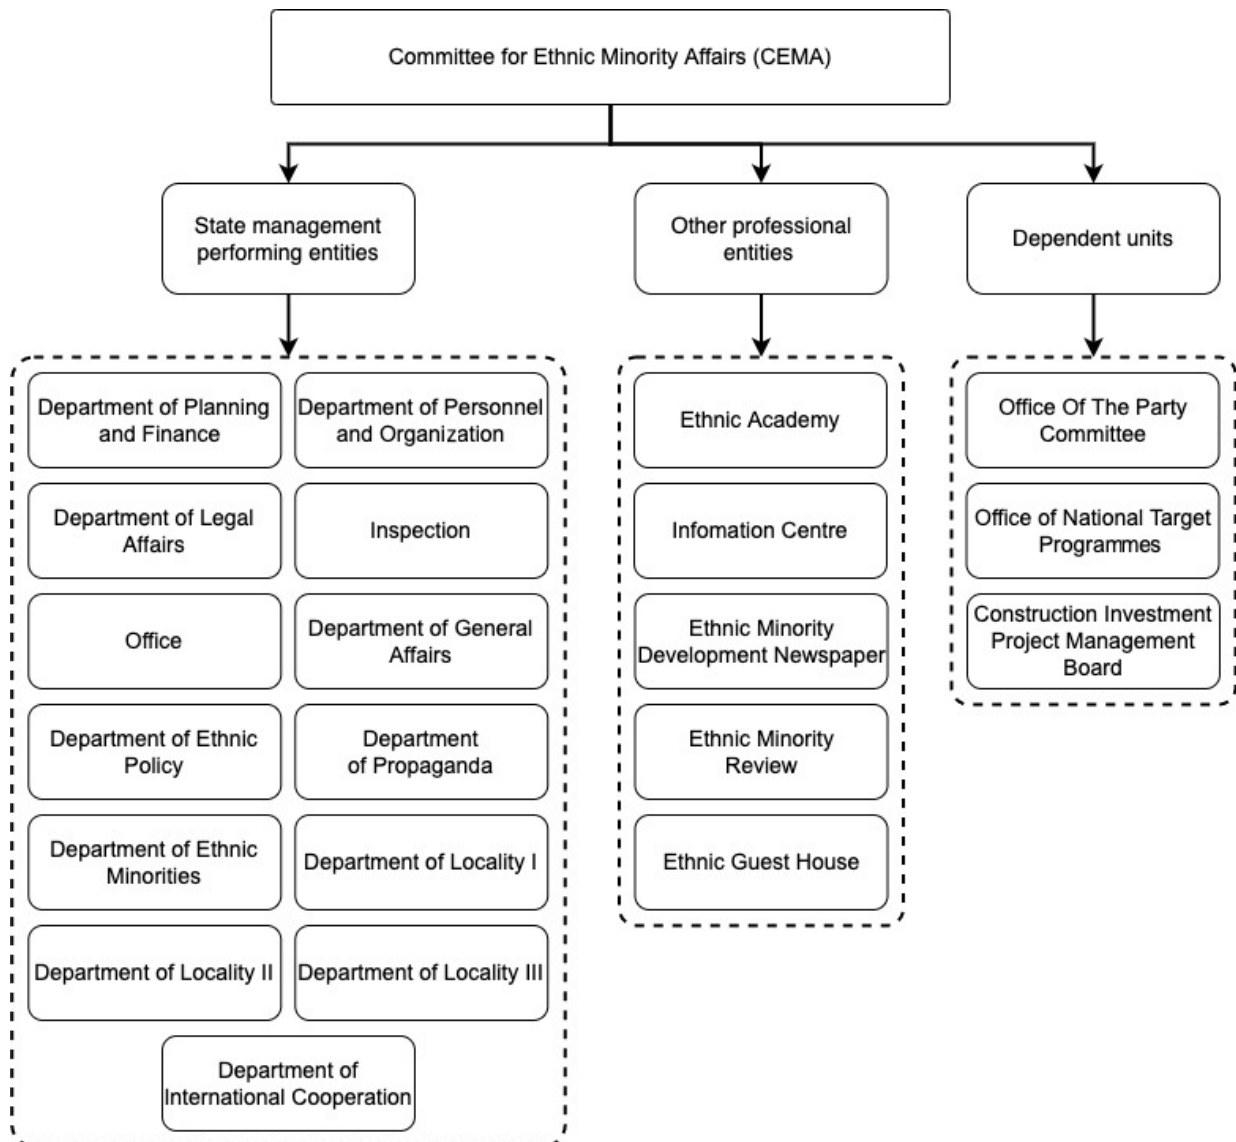 Committee for Ethnic Minority Affairs (CEMA)
State management
performing entities
Other professional
entities
Dependent units
Department of Planning
and Finance
Department of Personnel
and Organization
Department of Legal
Affairs
Inspection
Office
Department of General
Affairs
Department of Ethnic
Policy
Department
of Propaganda
Department of Ethnic
Minorities
Department of Locality I
Department of Locality II
Department of Locality III
Department of
International Cooperation
Ethnic Academy
Infomation Centre
Ethnic Minority
Development Newspaper
Ethnic Minority
Review
Ethnic Guest House
Office Of The Party
Committee
Office of National Target
Programmes
Construction Investment
Project Management
Board